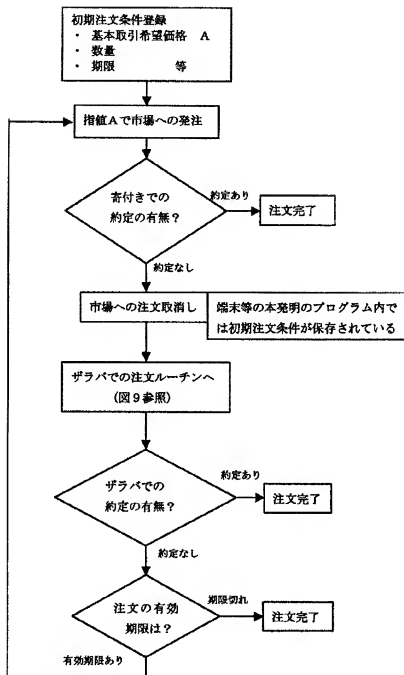 初期注文条件登録
・ 基本取引希望価格 A
・ 数量
・ 期限 等
指値Aで市場への発注
寄付きでの
約定の有無?
約定あり
注文完了
約定なし
市場への注文取消し
端末等の本発明のプログラム内で
は初期注文条件が保存されている
ザラバでの注文ルーチンへ
(図9参照)
ザラバでの
約定の有無?
約定あり
注文完了
約定なし
注文の有効
期限は?
期限切れ
注文完了
有効期限あり